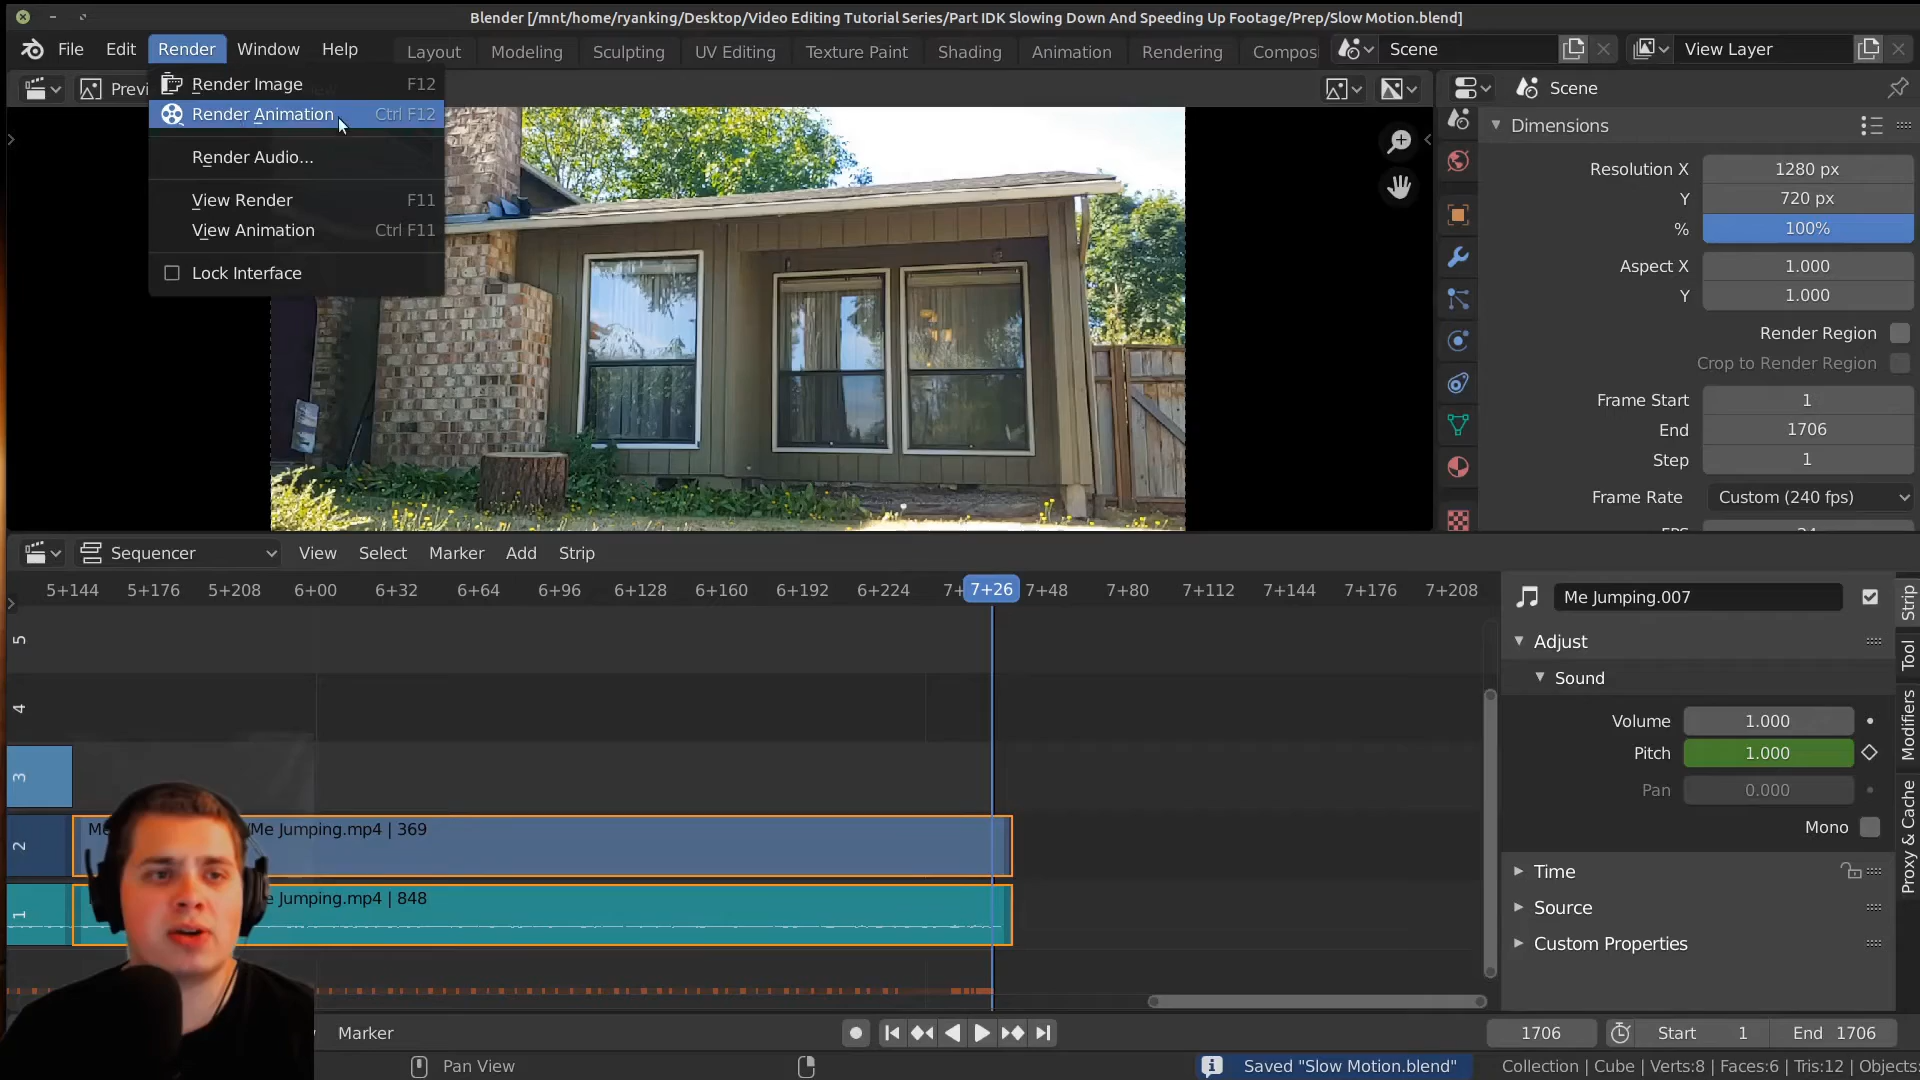 Blender [/mnt/home/ryanking/Desktop/Video Editing Tutorial Series/Part IDK Slowing Down And Speeding Up Footage/Prep/Slow Motion.blend]
File Edit Render Window Help Layout Modeling Sculpting UV Editing Texture Paint Shading Animation Rendering Compos Scene View Layer
Previ
Scene
Render Image F12
Render Animation Ctrl F12
Render Audio...
View Render F11
View Animation Ctrl F11
Lock Interface
Dimensions
Resolution X 1280 px
Y 720 px
% 100%
Aspect X 1.000
Y 1.000
Render Region
Crop to Render Region
Frame Start 1
End 1706
Step 1
Frame Rate Custom (240 fps)
Sequencer View Select Marker Add Strip
5+144 5+176 5+208 6+00 6+32 6+64 6+96 6+128 6+160 6+192 6+224 7+ 7+26 7+48 7+80 7+112 7+144 7+176 7+208
5
4
3
2
1
Me Jumping.mp4 | 369
e Jumping.mp4 | 848
Me Jumping.007
Adjust
Sound
Volume 1.000
Pitch 1.000
Pan 0.000
Mono
Time
Source
Custom Properties
Strip
Tool
Modifiers
Proxy & Cache
Marker
1706 Start 1 End 1706
Pan View
Saved "Slow Motion.blend"
Collection | Cube | Verts:8 | Faces:6 | Tris:12 | Objects: